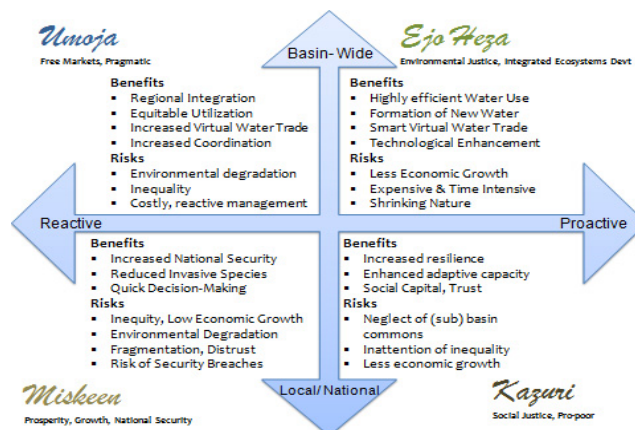 Umoja
Free Markets, Pragmatic
Basin-Wide
Ejo Heza
Environmental Justice, Integrated Ecosystems Devt
Benefits
▪ Regional Integration
▪ Equitable Utilization
▪ Increased Virtual Water Trade
▪ Increased Coordination
Risks
▪ Environmental degradation
▪ Inequality
▪ Costly, reactive management
Benefits
▪ Highly efficient Water Use
▪ Formation of New Water
▪ Smart Virtual Water Trade
▪ Technological Enhancement
Risks
▪ Less Economic Growth
▪ Expensive & Time Intensive
▪ Shrinking Nature
Reactive
Proactive
Benefits
▪ Increased National Security
▪ Reduced Invasive Species
▪ Quick Decision-Making
Risks
▪ Inequity, Low Economic Growth
▪ Environmental Degradation
▪ Fragmentation, Distrust
▪ Risk of Security Breaches
Benefits
▪ Increased resilience
▪ Enhanced adaptive capacity
▪ Social Capital, Trust
Risks
▪ Neglect of (sub) basin
commons
▪ Inattention of inequality
▪ Less economic growth
Miskeen
Prosperity, Growth, National Security
Local/National
Kazuri
Social Justice, Pro-poor